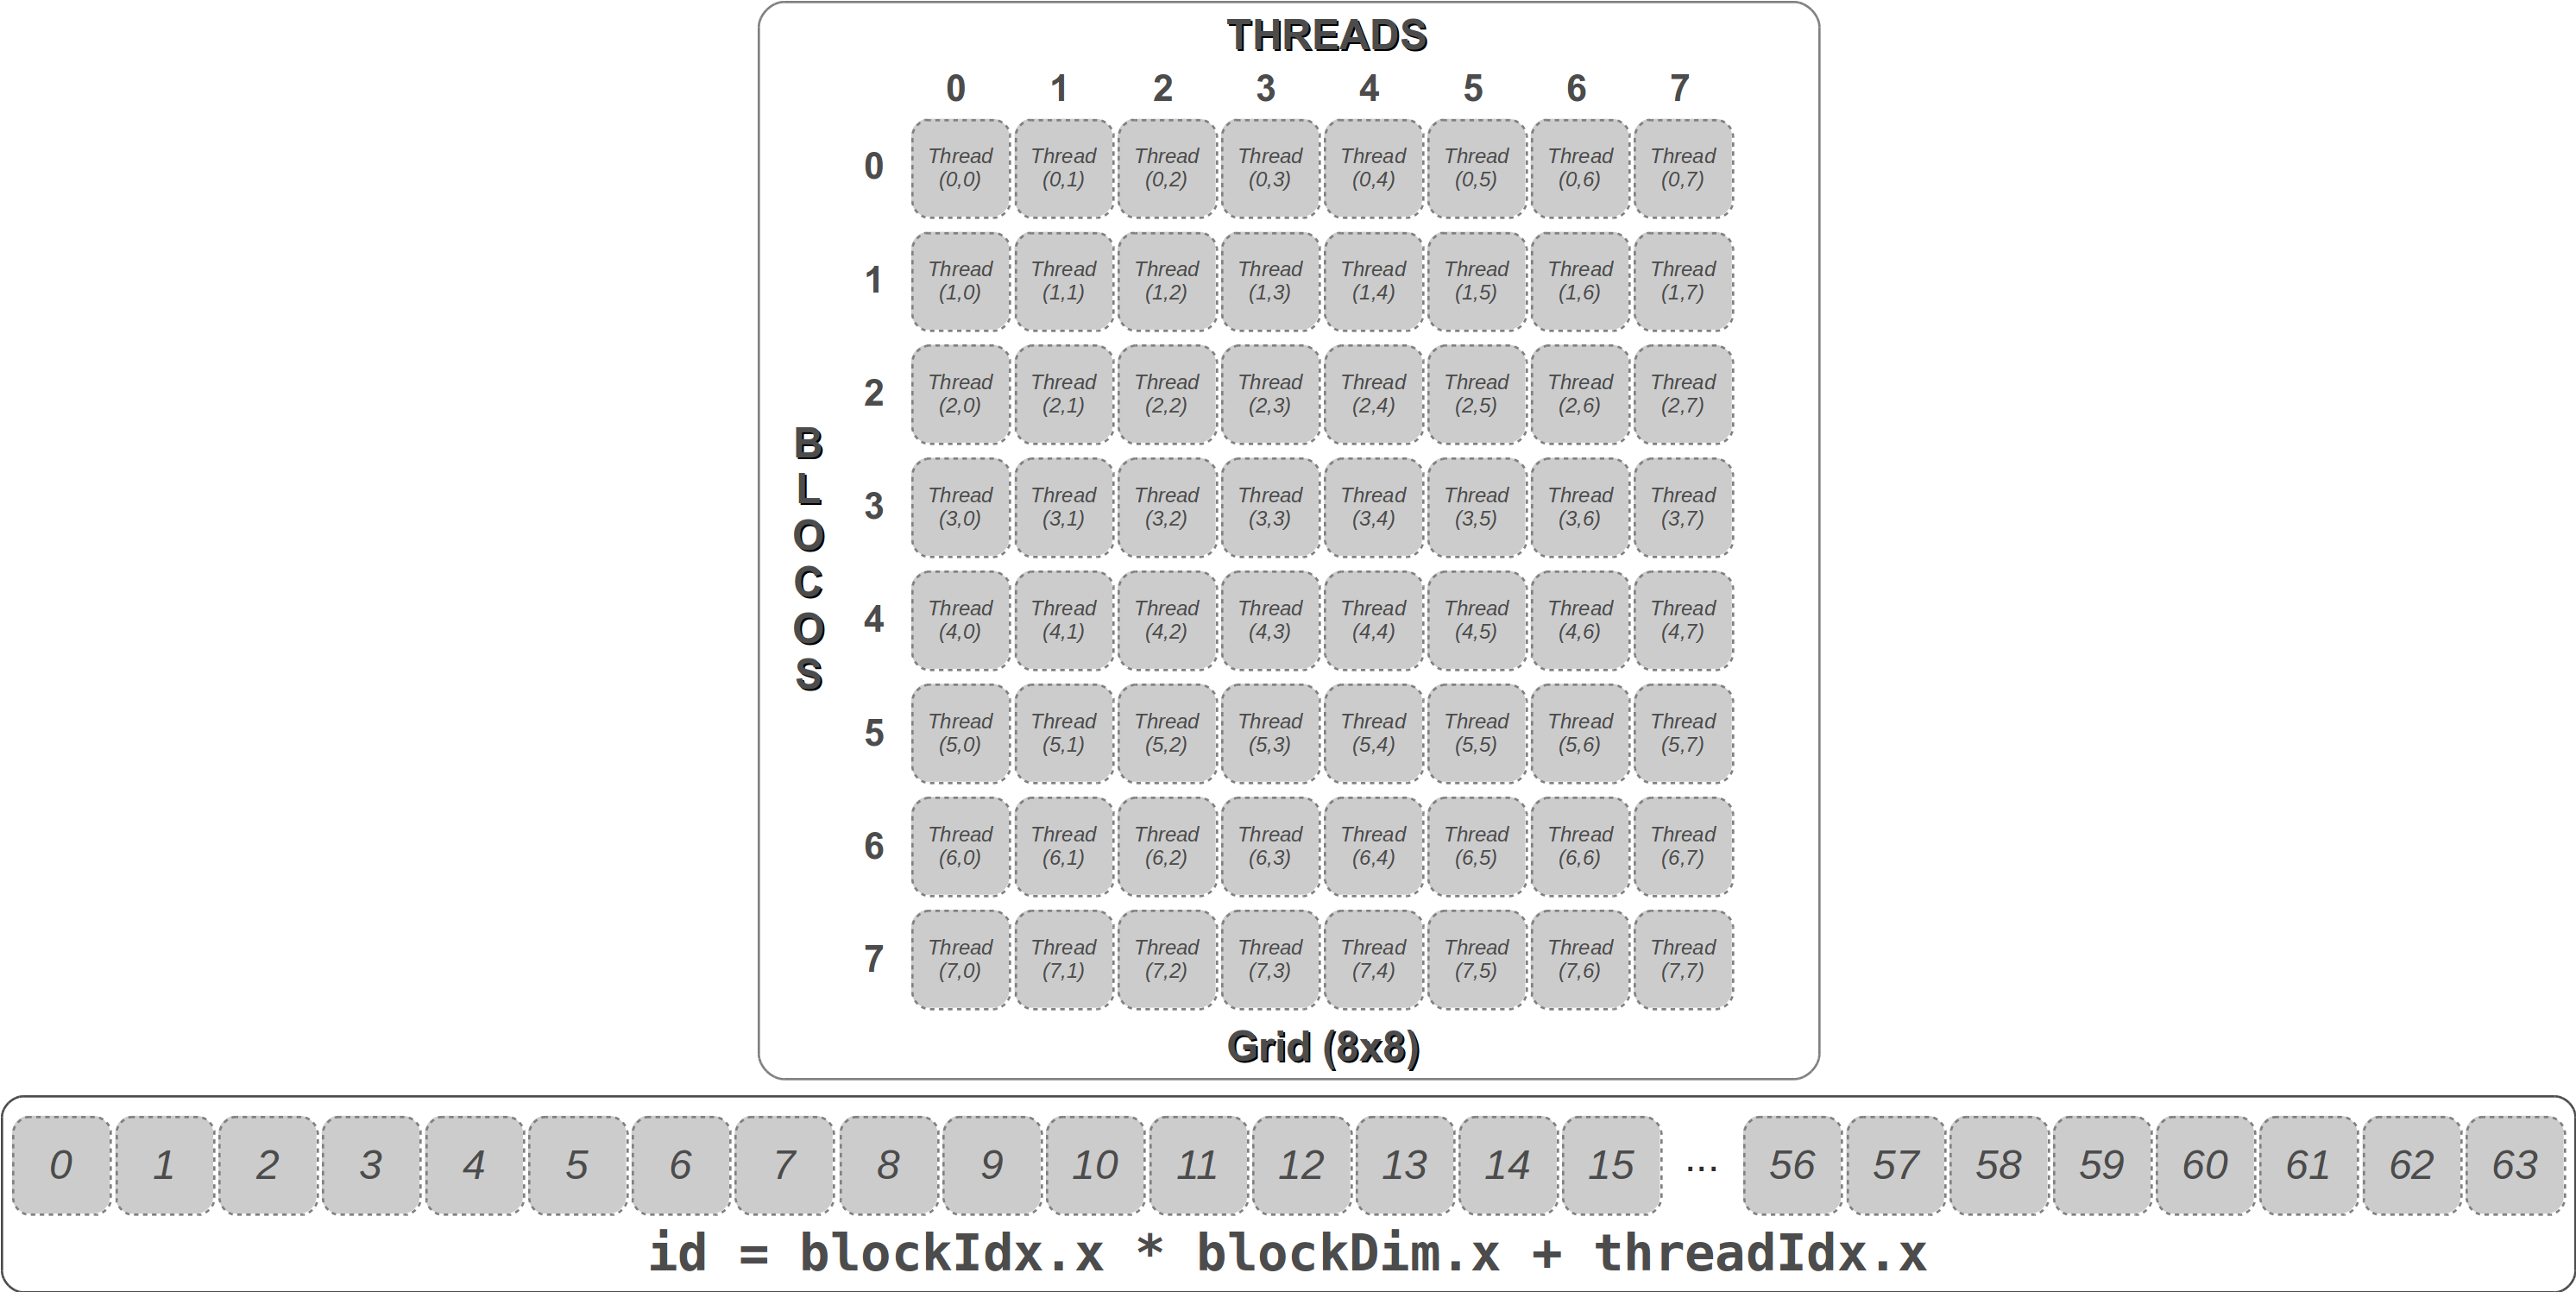 THREADS
0 1 2 3 4 5 6 7
0
Thread Thread Thread Thread Thread Thread Thread Thread
(0,0) (0,1) (0,2) (0,3) (0,4) (0,5) (0,6) (0,7)
1
Thread Thread Thread Thread Thread Thread Thread Thread
(1,0) (1,1) (1,2) (1,3) (1,4) (1,5) (1,6) (1,7)
2
Thread Thread Thread Thread Thread Thread Thread Thread
(2,0) (2,1) (2,2) (2,3) (2,4) (2,5) (2,6) (2,7)
BLOCOS
3
Thread Thread Thread Thread Thread Thread Thread Thread
(3,0) (3,1) (3,2) (3,3) (3,4) (3,5) (3,6) (3,7)
4
Thread Thread Thread Thread Thread Thread Thread Thread
(4,0) (4,1) (4,2) (4,3) (4,4) (4,5) (4,6) (4,7)
5
Thread Thread Thread Thread Thread Thread Thread Thread
(5,0) (5,1) (5,2) (5,3) (5,4) (5,5) (5,6) (5,7)
6
Thread Thread Thread Thread Thread Thread Thread Thread
(6,0) (6,1) (6,2) (6,3) (6,4) (6,5) (6,6) (6,7)
7
Thread Thread Thread Thread Thread Thread Thread Thread
(7,0) (7,1) (7,2) (7,3) (7,4) (7,5) (7,6) (7,7)
Grid (8x8)
0 1 2 3 4 5 6 7 8 9 10 11 12 13 14 15 ... 56 57 58 59 60 61 62 63
id = blockIdx.x * blockDim.x + threadIdx.x